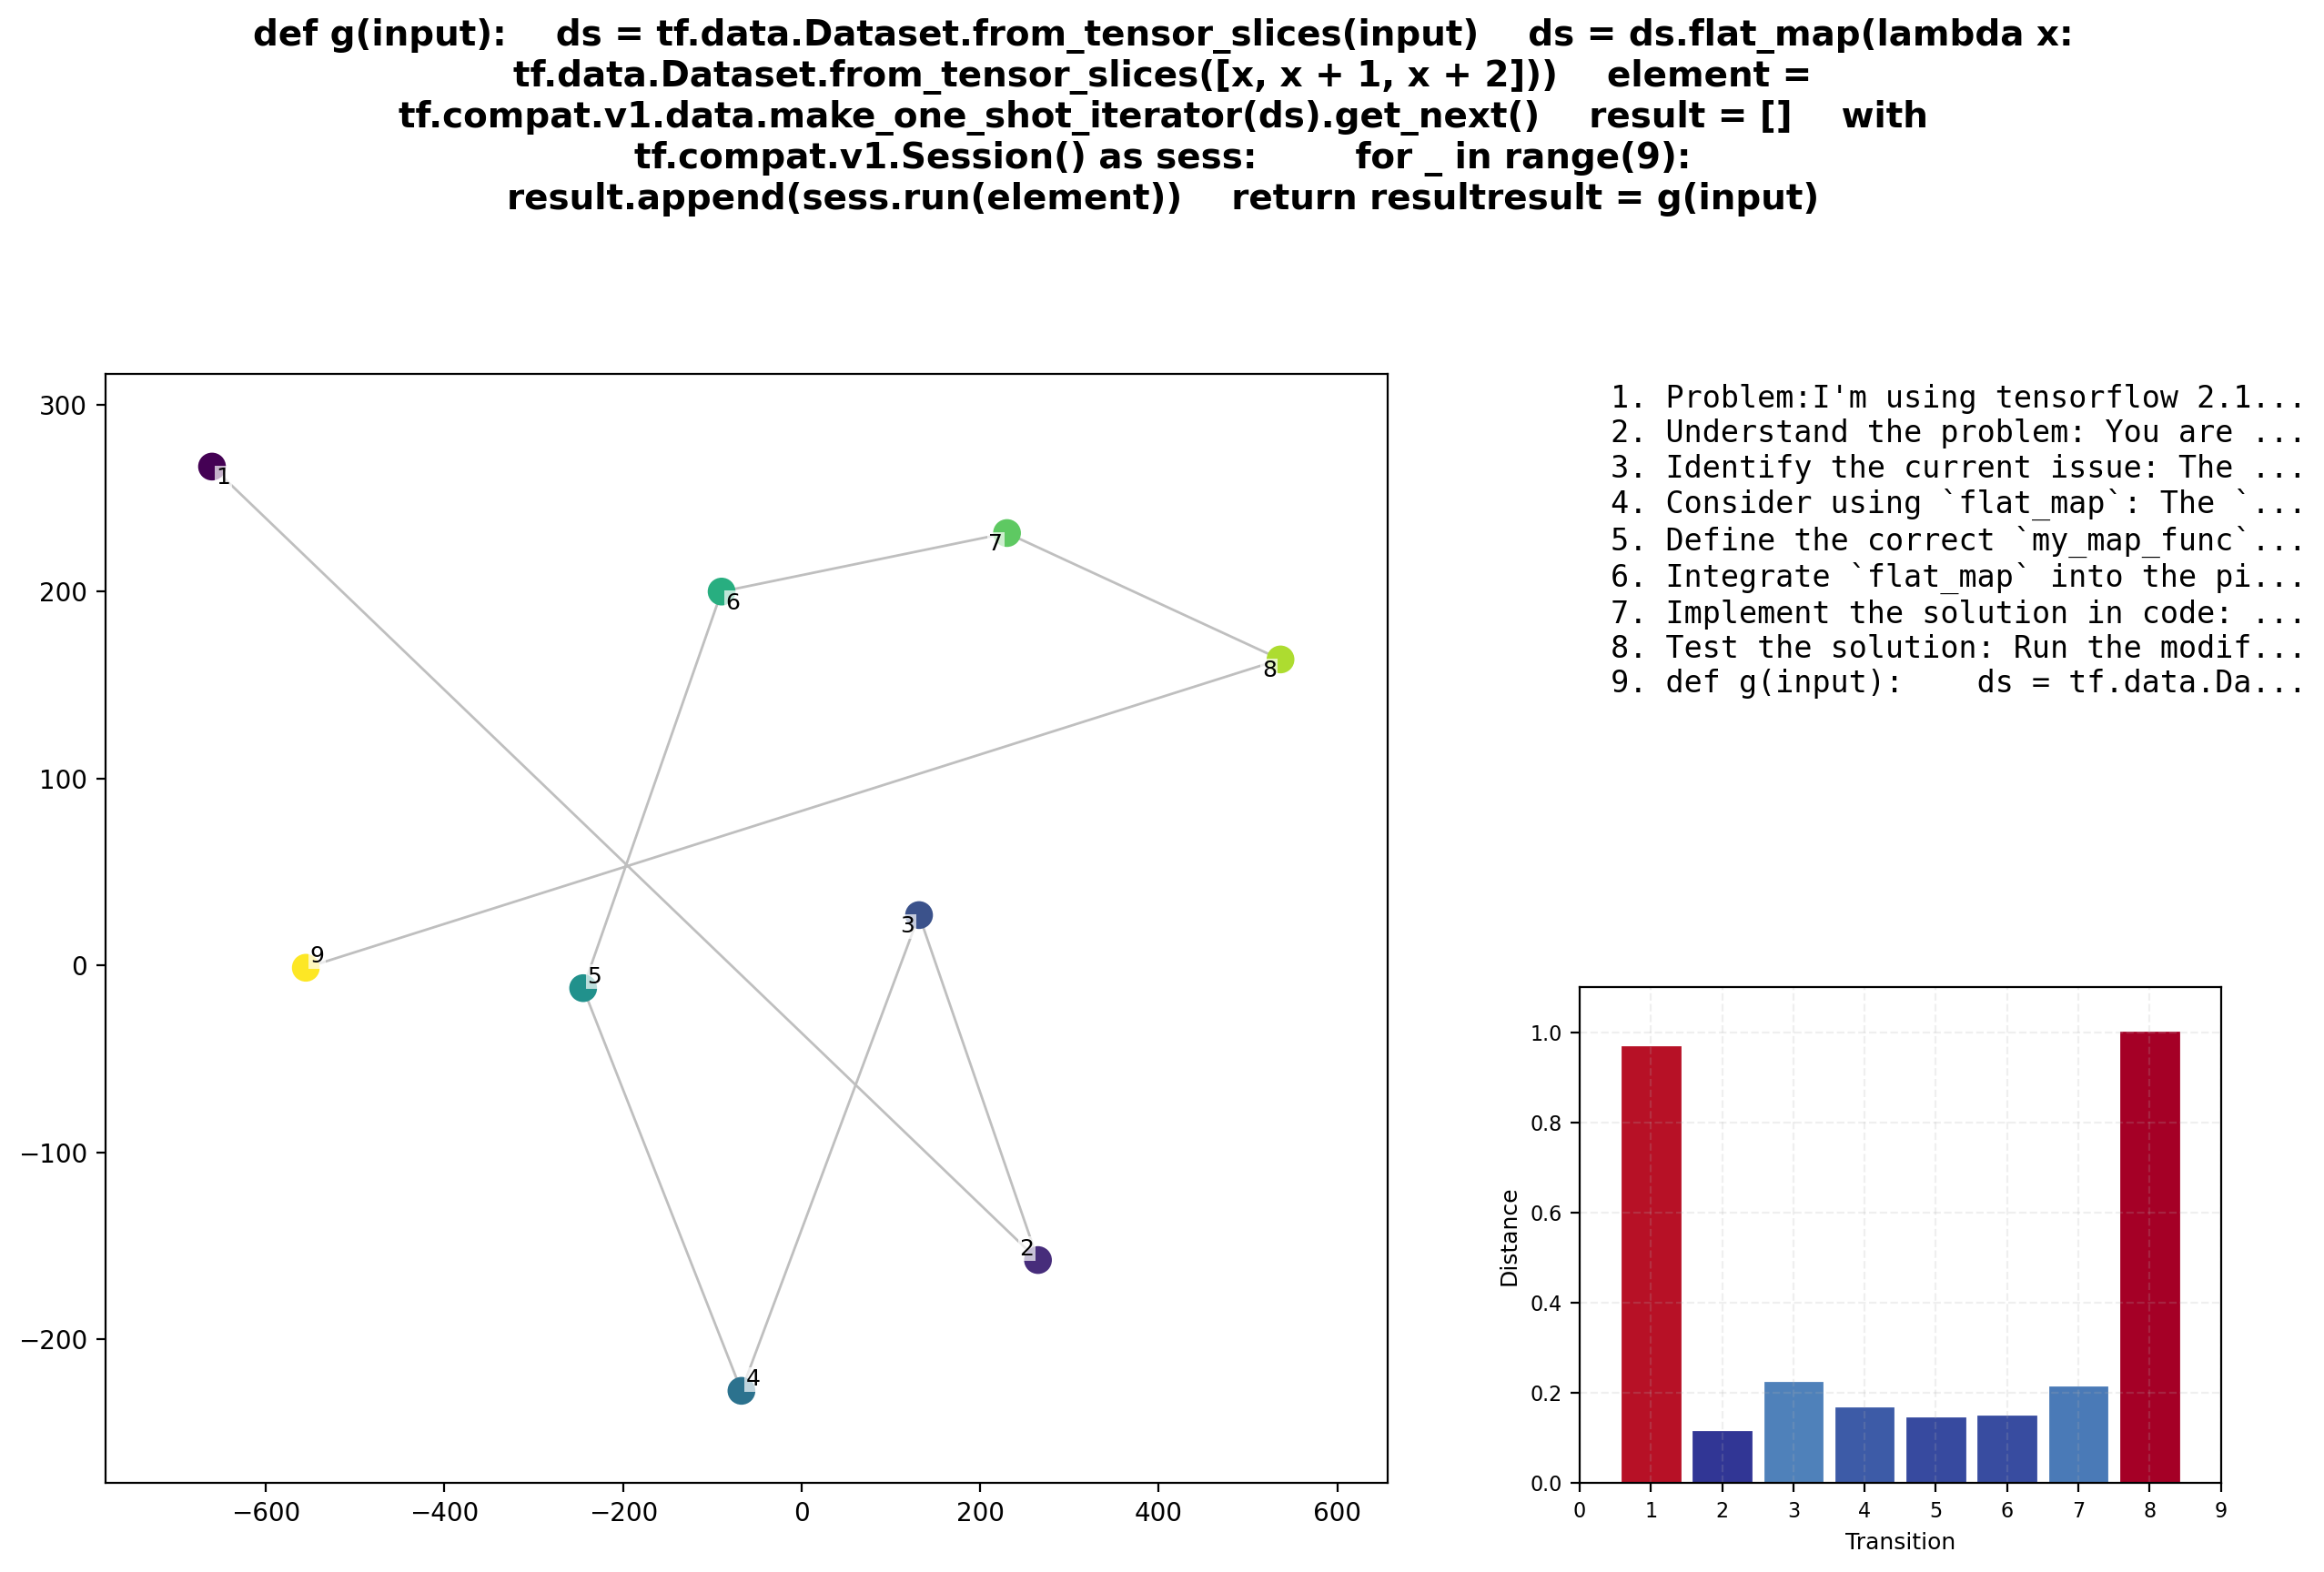 def g(input):    ds = tf.data.Dataset.from_tensor_slices(input)    ds = ds.flat_map(lambda x:
tf.data.Dataset.from_tensor_slices([x, x + 1, x + 2]))    element =
tf.compat.v1.data.make_one_shot_iterator(ds).get_next()    result = []    with
tf.compat.v1.Session() as sess:        for _ in range(9):
result.append(sess.run(element))    return resultresult = g(input)
300
200
100
0
−100
−200
−600
−400
−200
0
200
400
600
1
2
3
4
5
6
7
8
9
1. Problem:I'm using tensorflow 2.1...
2. Understand the problem: You are ...
3. Identify the current issue: The ...
4. Consider using `flat_map`: The `...
5. Define the correct `my_map_func`...
6. Integrate `flat_map` into the pi...
7. Implement the solution in code: ...
8. Test the solution: Run the modif...
9. def g(input):    ds = tf.data.Da...
Distance
1.0
0.8
0.6
0.4
0.2
0.0
0
1
2
3
4
5
6
7
8
9
Transition